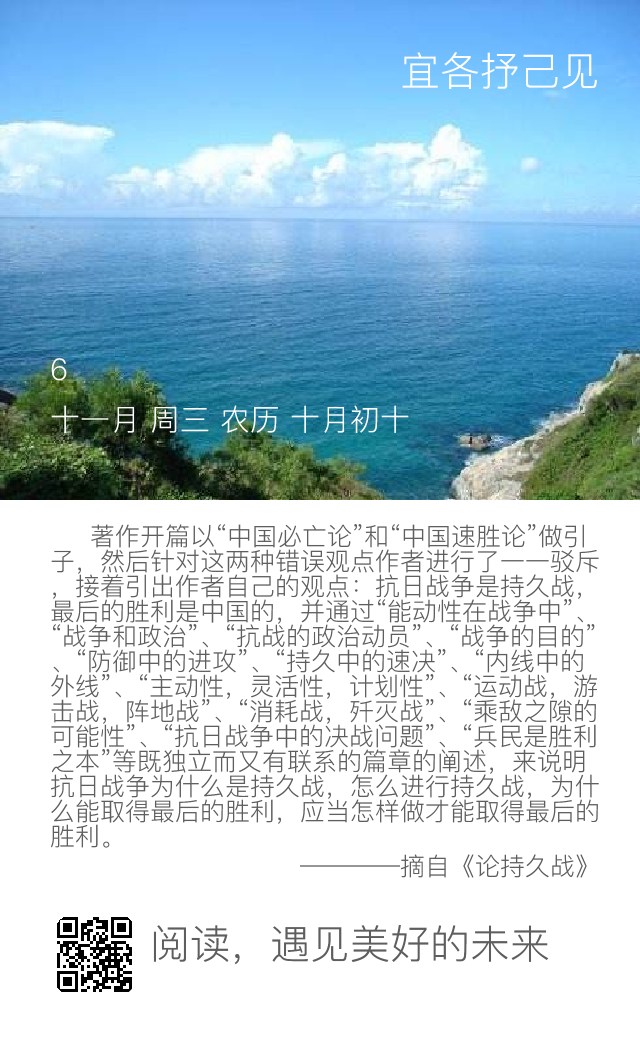 宜各抒己见
6
十一月 周三 农历 十月初十
著作开篇以“中国必亡论”和“中国速胜论”做引
子，然后针对这两种错误观点作者进行了一一驳斥
，接着引出作者自己的观点：抗日战争是持久战，
最后的胜利是中国的，并通过“能动性在战争中”、
“战争和政治”、“抗战的政治动员”、“战争的目的”
、“防御中的进攻”、“持久中的速决”、“内线中的
外线”、“主动性，灵活性，计划性”、“运动战，游
击战，阵地战”、“消耗战，歼灭战”、“乘敌之隙的
可能性”、“抗日战争中的决战问题”、“兵民是胜利
之本”等既独立而又有联系的篇章的阐述，来说明
抗日战争为什么是持久战，怎么进行持久战，为什
么能取得最后的胜利，应当怎样做才能取得最后的
胜利。
————摘自《论持久战》
阅读，遇见美好的未来